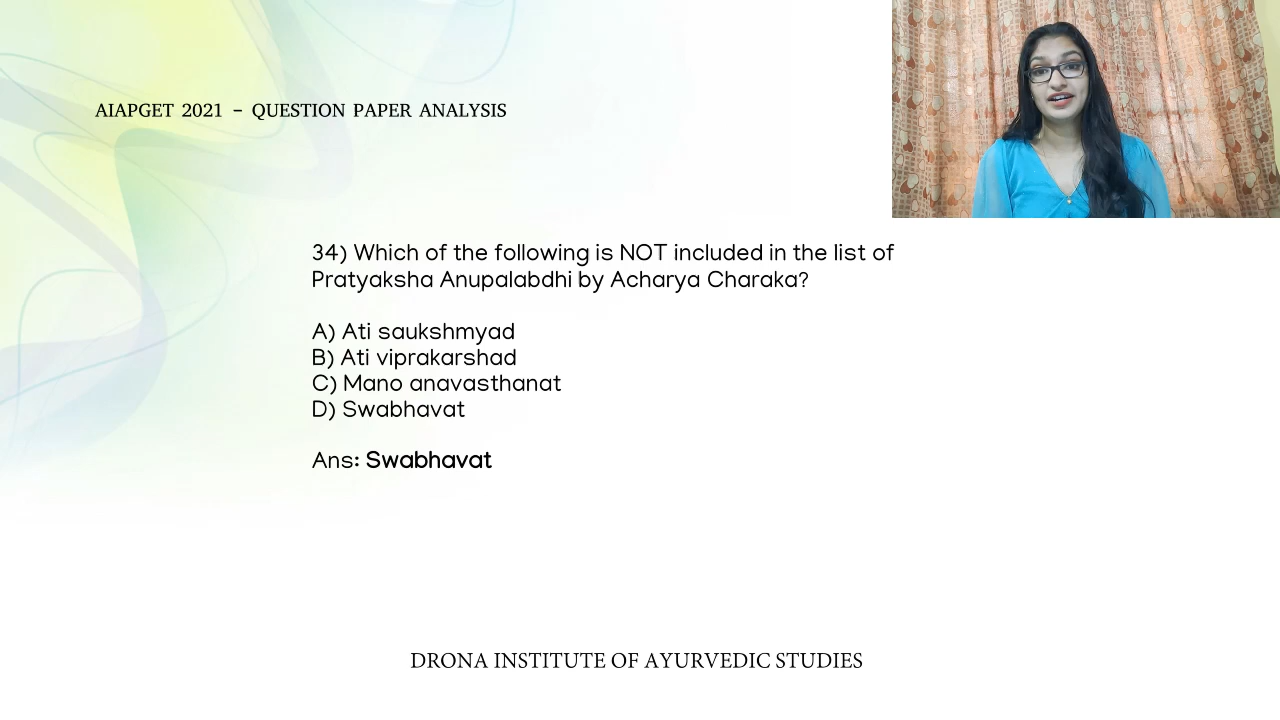 AIAPGET 2021 - QUESTION PAPER ANALYSIS
34) Which of the following is NOT included in the list of
Pratyaksha Anupalabdhi by Acharya Charaka?
A) Ati saukshmyad
B) Ati viprakarshad
C) Mano anavasthanat
D) Swabhavat
Ans: Swabhavat
DRONA INSTITUTE OF AYURVEDIC STUDIES